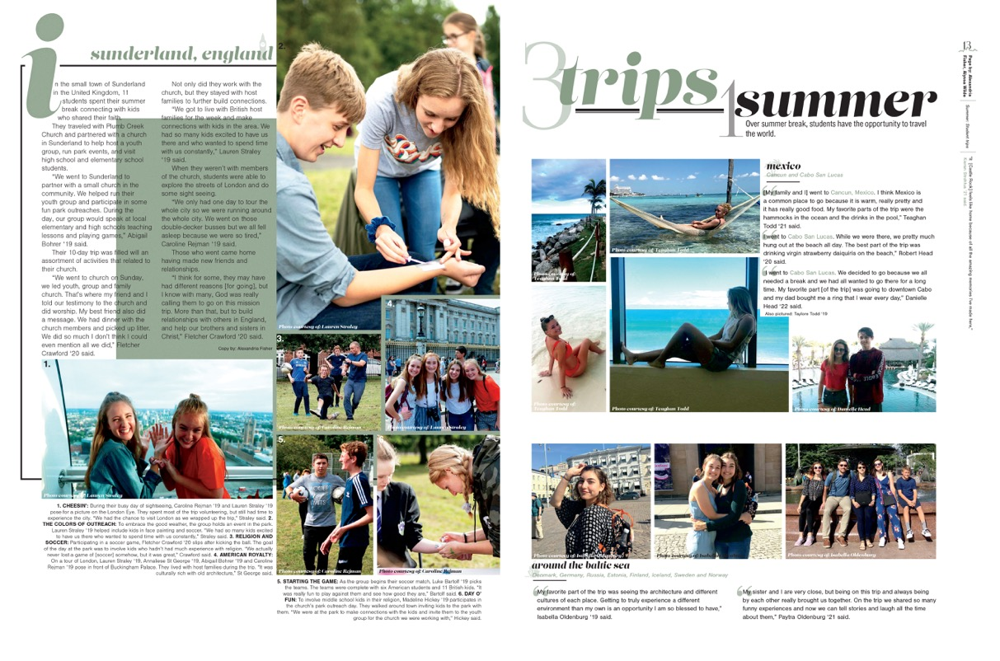 sunderland, england
in the small town of Sunderland
in the United Kingdom, 11
students spent their summer
break connecting with kids
who shared their faith.
They traveled with Plumb Creek
Church and partnered with a church
in Sunderland to help host a youth
group, run park events, and visit
high school and elementary school
students.
"We went to Sunderland to
partner with a small church in the
community. We helped run their
youth group and participate in some
fun park outreaches. During the
day, our group would speak at local
elementary and high schools teaching
lessons and playing games," Abigail
Bohner '19 said.
Their 10-day trip was filled will an
assortment of activities that related to
their church.
"We went to church on Sunday,
we led youth, group and family
church. That's where my friend and I
told our testimony to the church and
did worship. My best friend also did
a message. We had dinner with the
church members and picked up litter.
We did so much I don't think I could
even mention all we did," Fletcher
Crawford '20 said.
Not only did they work with the
church, but they stayed with host
families to further build connections.
"We got to live with British host
families for the week and make
connections with kids in the area. We
had so many kids excited to have us
there and who wanted to spend time
with us constantly," Lauren Straley
'19 said.
When they weren't with members
of the church, students were able to
explore the streets of London and do
some sight seeing.
"We only had one day to tour the
whole city so we were running around
the whole city. We went on those
double-decker busses but we all fell
asleep because we were so tired,"
Caroline Rejman '19 said.
Those who went came home
having made new friends and
relationships.
"I think for some, they may have
had different reasons [for going], but
I know with many, God was really
calling them to go on this mission
trip. More than that, but to build
relationships with others in England,
and help our brothers and sisters in
Christ," Fletcher Crawford '20 said.
Copy by: Alexandria Fisher
1.
Photo courtesy of: Lauren Straley
2.
Photo courtesy of: Lauren Straley
3.
Photo courtesy of: Caroline Rejman
4.
Photo courtesy of: Lauren Straley
5.
Photo courtesy of: Caroline Rejman
6.
Photo courtesy of: Caroline Rejman
1. CHEESIN': During their busy day of sightseeing, Caroline Rejman '19 and Lauren Straley '19
pose for a picture on the London Eye. They spent most of the trip volunteering, but still had time to
experience the city. "We had the chance to visit London as we wrapped up the trip," Straley said. 2.
THE COLORS OF OUTREACH: To embrace the good weather, the group holds an event in the park.
Lauren Straley '19 helped include kids in face painting and soccer. "We had so many kids excited
to have us there who wanted to spend time with us constantly," Straley said. 3. RELIGION AND
SOCCER: Participating in a soccer game, Fletcher Crawford '20 slips after kicking the ball. The goal
of the day at the park was to involve kids who hadn't had much experience with religion. "We actually
never lost a game of [soccer] somehow, but it was great," Crawford said. 4. AMERICAN ROYALTY:
On a tour of London, Lauren Straley '19, Annaliese St George '19, Abigail Bohner '19 and Caroline
Rejman '19 pose in front of Buckingham Palace. They lived with host families during the trip. "It was
culturally rich with old architecture," St George said.
5. STARTING THE GAME: As the group begins their soccer match, Luke Bartolf '19 picks
the teams. The teams were complete with six American students and 11 British kids. "It
was really fun to play against them and see how good they are," Bartolf said. 6. DAY O'
FUN: To involve middle school kids in their religion, Madeline Hickey '19 participates in
the church's park outreach day. They walked around town inviting kids to the park with
them. "We were at the park to make connections with the kids and invite them to the youth
group for the church we were working with," Hickey said.
3 trips
1 summer
Over summer break, students have the opportunity to travel
the world.
mexico
Cancun and Cabo San Lucas
[My family and I] went to Cancun, Mexico. I think Mexico is
a common place to go because it is warm, really pretty and
it has really good food. My favorite parts of the trip were the
hammocks in the ocean and the drinks in the pool," Teaghan
Todd '21 said.
I went to Cabo San Lucas. While we were there, we pretty much
hung out at the beach all day. The best part of the trip was
drinking virgin strawberry daiquiris on the beach," Robert Head
'20 said.
I went to Cabo San Lucas. We decided to go because we all
needed a break and we had all wanted to go there for a long
time. My favorite part [of the trip] was going to downtown Cabo
and my dad bought me a ring that I wear every day," Danielle
Head '22 said.
Also pictured: Taylore Todd '19
Photo courtesy of:
Teaghan Todd
Photo courtesy of: Teaghan Todd
Photo courtesy of:
Teaghan Todd
Photo courtesy of: Teaghan Todd
Photo courtesy of: Danielle Head
Photo courtesy of: Isabella Oldenburg
Photo courtesy of: Isabella Oldenburg
Photo courtesy of: Isabella Oldenburg
around the baltic sea
Denmark, Germany, Russia, Estonia, Finland, Iceland, Sweden and Norway
My favorite part of the trip was seeing the architecture and different
cultures of each place. Getting to truly experience a different
environment than my own is an opportunity I am so blessed to have,"
Isabella Oldenburg '19 said.
My sister and I are very close, but being on this trip and always being
by each other really brought us together. On the trip we shared so many
funny experiences and now we can tell stories and laugh all the time
about them," Paytra Oldenburg '21 said.
13
Page by: Alexandria
Fisher, Alyssa Wilde
Summer: Student trips
"It [Castle Rock] feels like home because of all the amazing memories I've made here,"